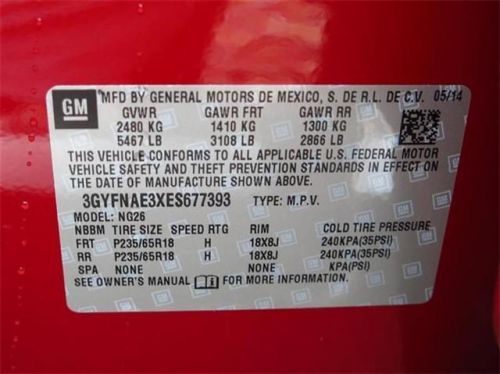 GM
MFD BY GENERAL MOTORS DE MEXICO, S. DE R.L. DE C.V. 05/14
GVWR GAWR FRT GAWR RR
2480 KG 1410 KG 1300 KG
5467 LB 3108 LB 2866 LB
THIS VEHICLE CONFORMS TO ALL APPLICABLE U.S. FEDERAL MOTOR
VEHICLE SAFETY AND THEFT PREVENTION STANDARDS IN EFFECT ON
THE DATE OF MANUFACTURE SHOWN ABOVE.
3GYFNAE3XES677393 TYPE: M.P.V.
MODEL: NG26
NBBM TIRE SIZE SPEED RTG RIM COLD TIRE PRESSURE
FRT P235/65R18 H 18X8J 240KPA(35PSI)
RR P235/65R18 H 18X8J 240KPA(35PSI)
SPA NONE NONE KPA(PSI)
SEE OWNER'S MANUAL FOR MORE INFORMATION.